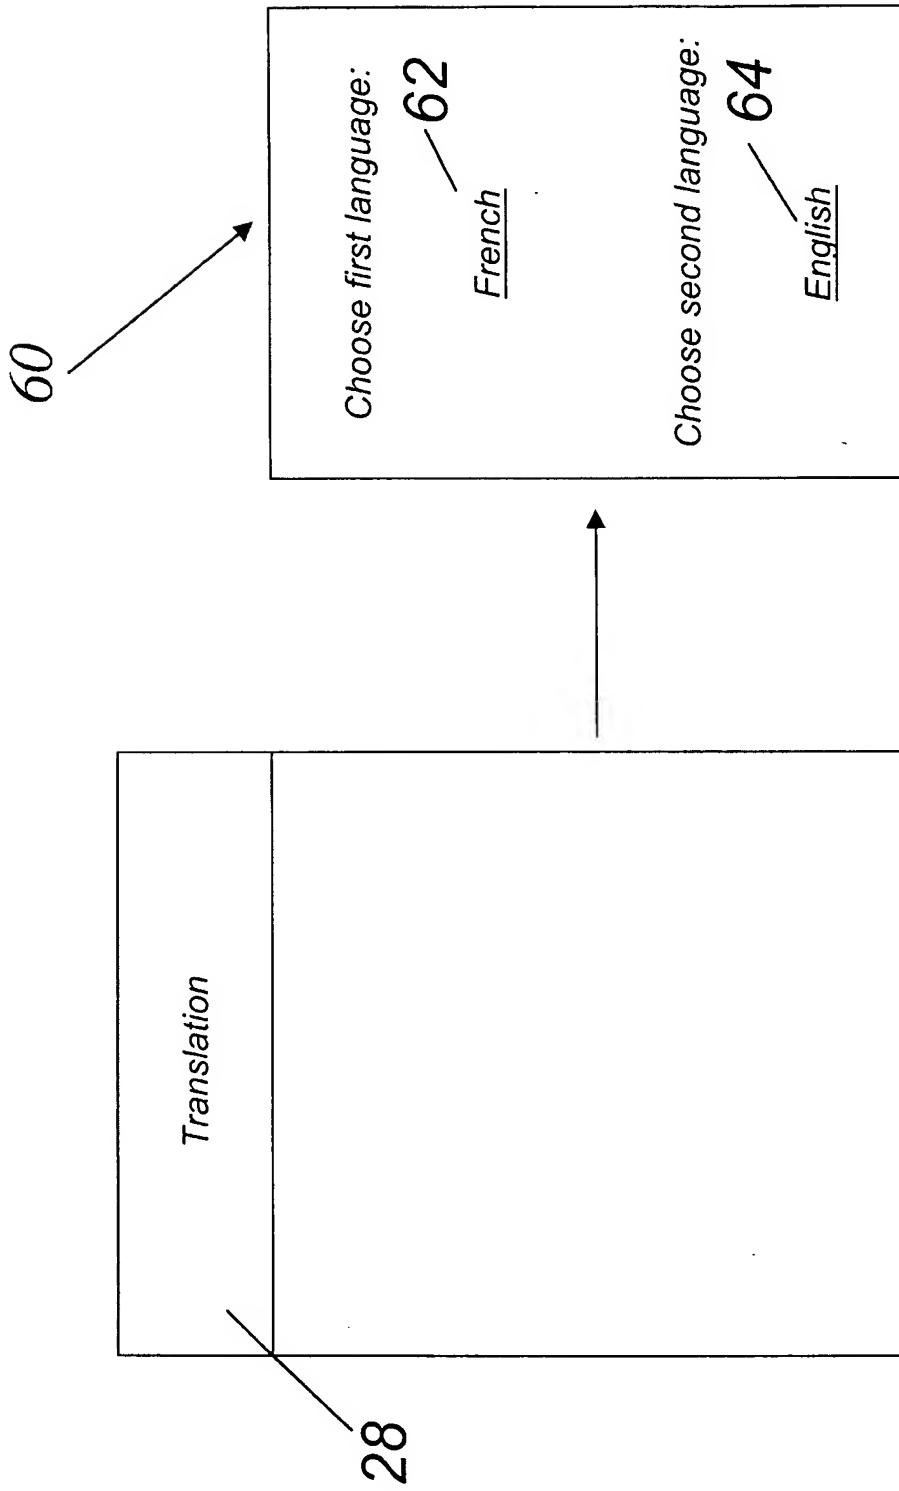 60
Translation
28
Choose first language:
62
French
Choose second language:
64
English